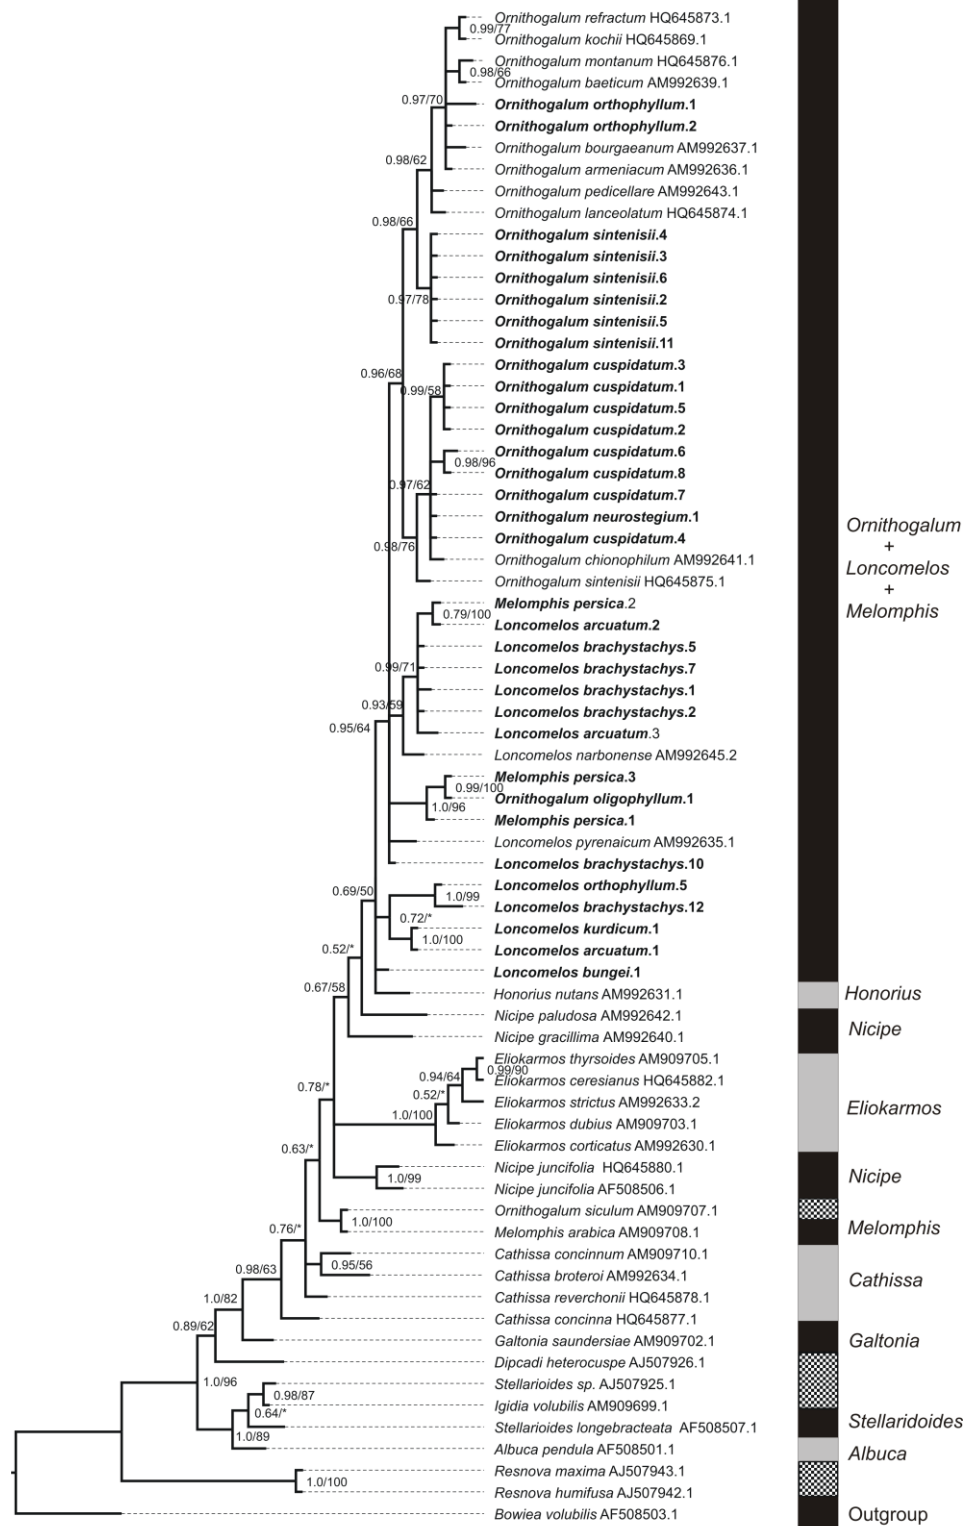 Ornithogalum refractum HQ645873.1
0.99/77
Ornithogalum kochii HQ645869.1
Ornithogalum montanum HQ645876.1
0.98/66
Ornithogalum baeticum AM992639.1
0.97/70
Ornithogalum orthophyllum.1
Ornithogalum orthophyllum.2
Ornithogalum bourgaeanum AM992637.1
0.98/62
Ornithogalum armeniacum AM992636.1
Ornithogalum pedicellare AM992643.1
Ornithogalum lanceolatum HQ645874.1
0.98/66
Ornithogalum sintenisii.4
Ornithogalum sintenisii.3
Ornithogalum sintenisii.6
0.97/78
Ornithogalum sintenisii.2
Ornithogalum sintenisii.5
Ornithogalum sintenisii.11
Ornithogalum cuspidatum.3
0.96/68
Ornithogalum cuspidatum.1
0.99/58
Ornithogalum cuspidatum.5
Ornithogalum cuspidatum.2
Ornithogalum cuspidatum.6
0.98/96
Ornithogalum cuspidatum.8
0.97/62
Ornithogalum cuspidatum.7
Ornithogalum neurostegium.1
Ornithogalum cuspidatum.4
0.98/76
Ornithogalum chionophilum AM992641.1
Ornithogalum sintenisii HQ645875.1
Ornithogalum
+
Loncomelos
+
Melomphis
Melomphis persica.2
0.79/100
Loncomelos arcuatum.2
Loncomelos brachystachys.5
0.99/71
Loncomelos brachystachys.7
Loncomelos brachystachys.1
0.93/59
Loncomelos brachystachys.2
0.95/64
Loncomelos arcuatum.3
Loncomelos narbonense AM992645.2
Melomphis persica.3
0.99/100
Ornithogalum oligophyllum.1
1.0/96
Melomphis persica.1
Loncomelos pyrenaicum AM992635.1
Loncomelos brachystachys.10
0.69/50
Loncomelos orthophyllum.5
1.0/99
Loncomelos brachystachys.12
0.72/*
Loncomelos kurdicum.1
1.0/100
Loncomelos arcuatum.1
0.52/*
Loncomelos bungei.1
0.67/58
Honorius nutans AM992631.1
Honorius
Nicipe paludosa AM992642.1
Nicipe
Nicipe gracillima AM992640.1
Eliokarmos thyrsoides AM909705.1
0.99/90
0.94/64
Eliokarmos ceresianus HQ645882.1
0.78/*
0.52/*
Eliokarmos strictus AM992633.2
Eliokarmos
1.0/100
Eliokarmos dubius AM909703.1
Eliokarmos corticatus AM992630.1
0.63/*
Nicipe juncifolia HQ645880.1
1.0/99
Nicipe
Nicipe juncifolia AF508506.1
Ornithogalum siculum AM909707.1
1.0/100
0.76/*
Melomphis arabica AM909708.1
Melomphis
Cathissa concinnum AM909710.1
0.95/56
0.98/63
Cathissa broteroi AM992634.1
Cathissa
Cathissa reverchonii HQ645878.1
1.0/82
Cathissa concinna HQ645877.1
0.89/62
Galtonia saundersiae AM909702.1
Galtonia
Dipcadi heterocuspe AJ507926.1
1.0/96
Stellarioides sp. AJ507925.1
0.98/87
Igidia volubilis AM909699.1
0.64/*
Stellarioides longebracteata AF508507.1
Stellaridoides
1.0/89
Albuca pendula AF508501.1
Albuca
Resnova maxima AJ507943.1
1.0/100
Resnova humifusa AJ507942.1
Bowiea volubilis AF508503.1
Outgroup